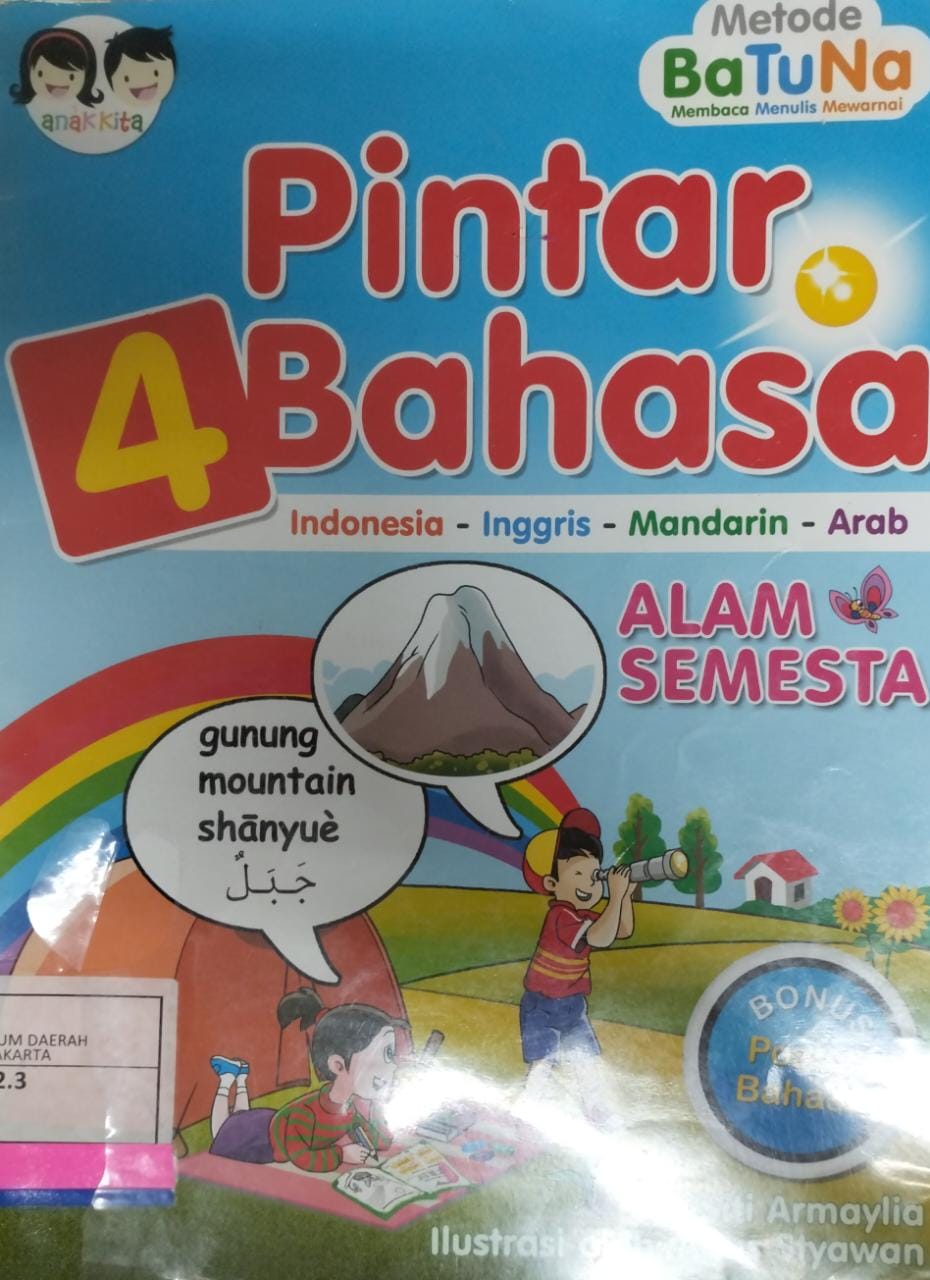 anak kita
Metode
BaTuNa
Membaca Menulis Mewarnai
Pintar
4 Bahasa
Indonesia - Inggris - Mandarin - Arab
ALAM
SEMESTA
gunung
mountain
shānyuè
جَبَلٌ
BONUS
Bahasa
UM DAERAH
AKARTA
2.3
Armaylia
Ilustrasi